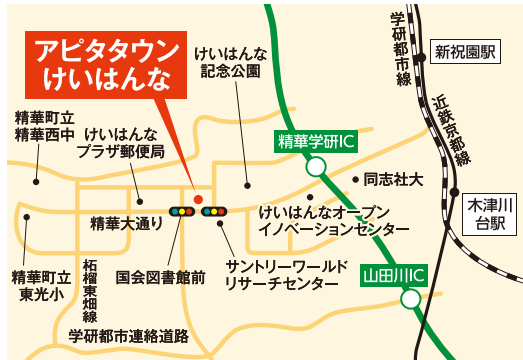 アピタタウン
けいはんな
けいはんな
記念公園
学研都市線
新祝園駅
近鉄京都線
精華町立
精華西中
けいはんな
プラザ郵便局
精華学研IC
同志社大
木津川
台駅
精華大通り
けいはんなオープン
イノベーションセンター
精華町立
東光小
柘榴東畑線
国会図書館前
サントリーワールド
リサーチセンター
山田川IC
学研都市連絡道路